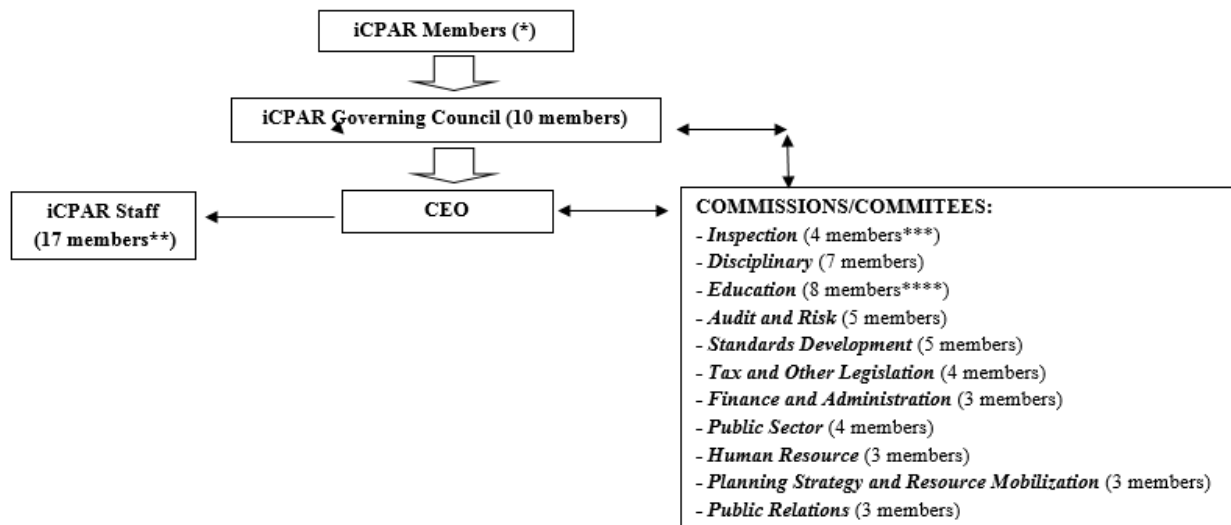 iCPAR Members (*)
iCPAR Governing Council (10 members)
CEO
iCPAR Staff
(17 members**)
COMMISSIONS/COMMITEES:
- Inspection (4 members***)
- Disciplinary (7 members)
- Education (8 members****)
- Audit and Risk (5 members)
- Standards Development (5 members)
- Tax and Other Legislation (4 members)
- Finance and Administration (3 members)
- Public Sector (4 members)
- Human Resource (3 members)
- Planning Strategy and Resource Mobilization (3 members)
- Public Relations (3 members)